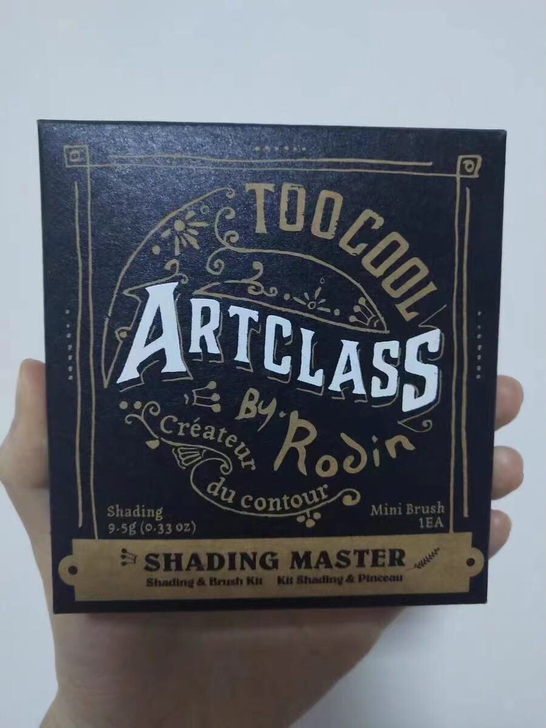 TOO COOL
ARTCLASS
By. Rodin
Créateur
du contour
Shading
9.5g (0.33 oz)
Mini Brush
1EA
SHADING MASTER
Shading & Brush Kit Kit Shading & Pinceau